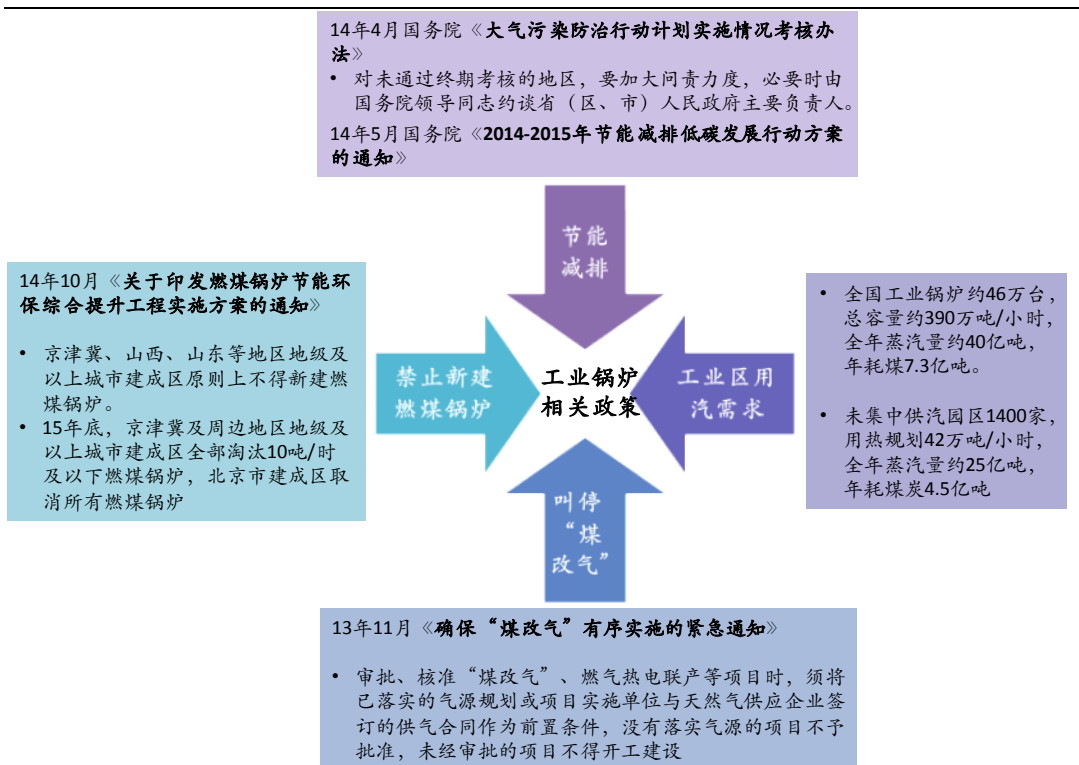 14年4月国务院《大气污染防治行动计划实施情况考核办
法》
• 对未通过终期考核的地区，要加大问责力度，必要时由
国务院领导同志约谈省（区、市）人民政府主要负责人。
14年5月国务院《2014-2015年节能减排低碳发展行动方案
的通知》
节能
减排
14年10月《关于印发燃煤锅炉节能环
保综合提升工程实施方案的通知》
• 京津冀、山西、山东等地区地级及
以上城市建成区原则上不得新建燃
煤锅炉。
• 15年底，京津冀及周边地区地级及
以上城市建成区全部淘汰10吨/时
及以下燃煤锅炉，北京市建成区取
消所有燃煤锅炉
禁止新建
燃煤锅炉
工业锅炉
相关政策
工业区用
汽需求
• 全国工业锅炉约46万台，
总容量约390万吨/小时，
全年蒸汽量约40亿吨，
年耗煤7.3亿吨。
• 未集中供汽园区1400家，
用热规划42万吨/小时，
全年蒸汽量约25亿吨，
年耗煤炭4.5亿吨
叫停
“煤
改气”
13年11月《确保“煤改气”有序实施的紧急通知》
• 审批、核准“煤改气”、燃气热电联产等项目时，须将
已落实的气源规划或项目实施单位与天然气供应企业签
订的供气合同作为前置条件，没有落实气源的项目不予
批准，未经审批的项目不得开工建设